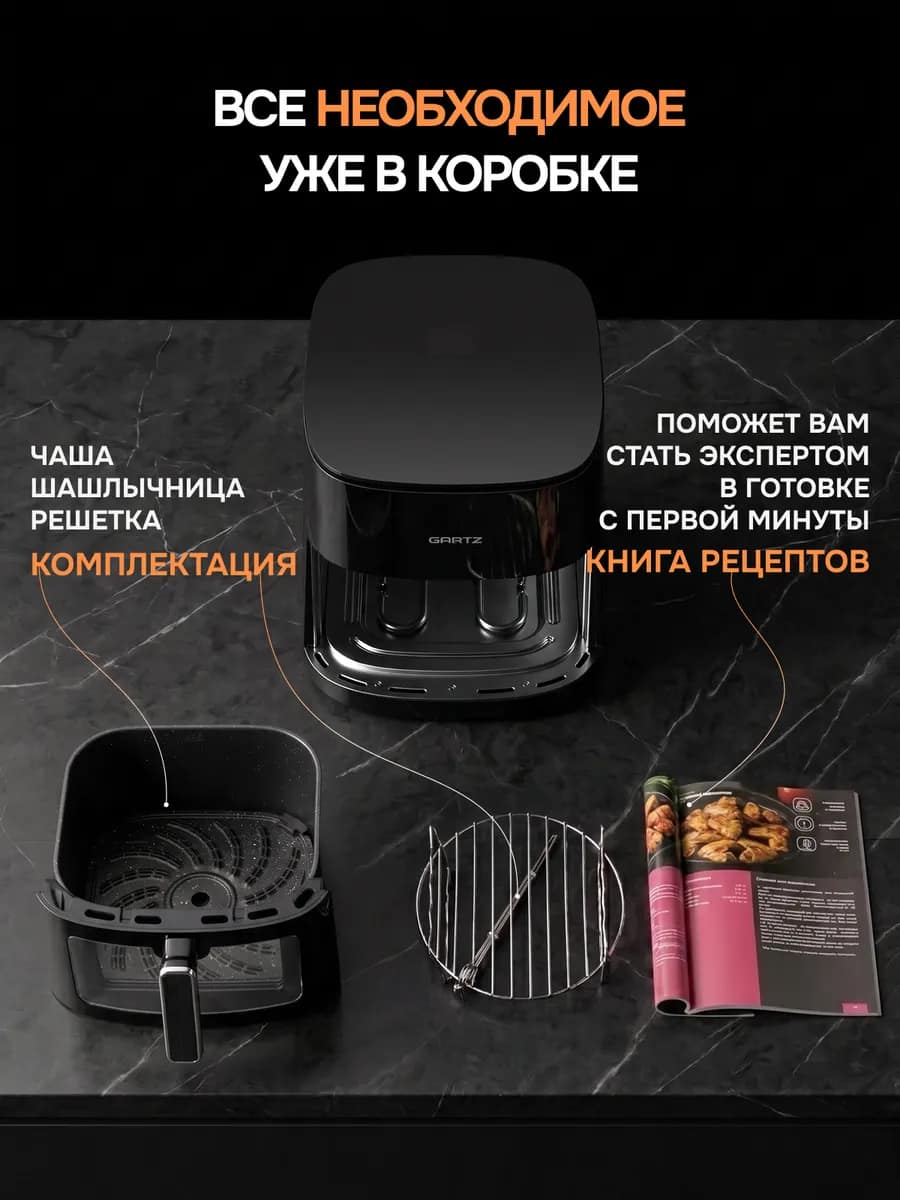 ВСЕ НЕОБХОДИМОЕ
УЖЕ В КОРОБКЕ
ЧАША
ШАШЛЫЧНИЦА
РЕШЕТКА
КОМПЛЕКТАЦИЯ
ПОМОЖЕТ ВАМ
СТАТЬ ЭКСПЕРТОМ
В ГОТОВКЕ
С ПЕРВОЙ МИНУТЫ
КНИГА РЕЦЕПТОВ
GARTZ